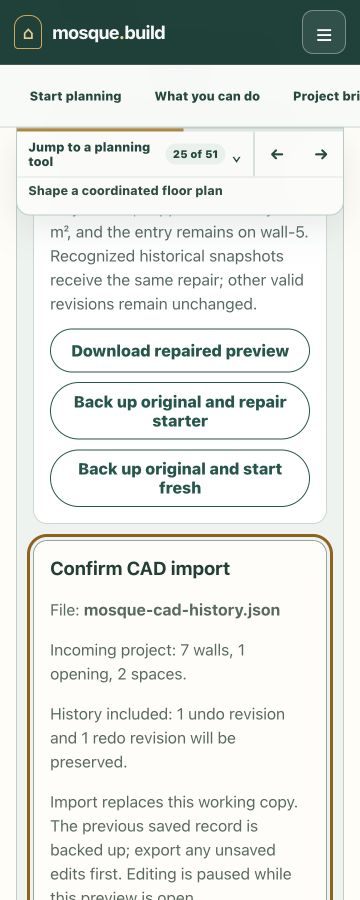 mosque.build
Start planning What you can do Project bri
Jump to a planning tool 25 of 51
Shape a coordinated floor plan
m², and the entry remains on wall-5.
Recognized historical snapshots
receive the same repair; other valid
revisions remain unchanged.
Download repaired preview
Back up original and repair
starter
Back up original and start
fresh
Confirm CAD import
File: mosque-cad-history.json
Incoming project: 7 walls, 1
opening, 2 spaces.
History included: 1 undo revision
and 1 redo revision will be
preserved.
Import replaces this working copy.
The previous saved record is
backed up; export any unsaved
edits first. Editing is paused while
this preview is open.